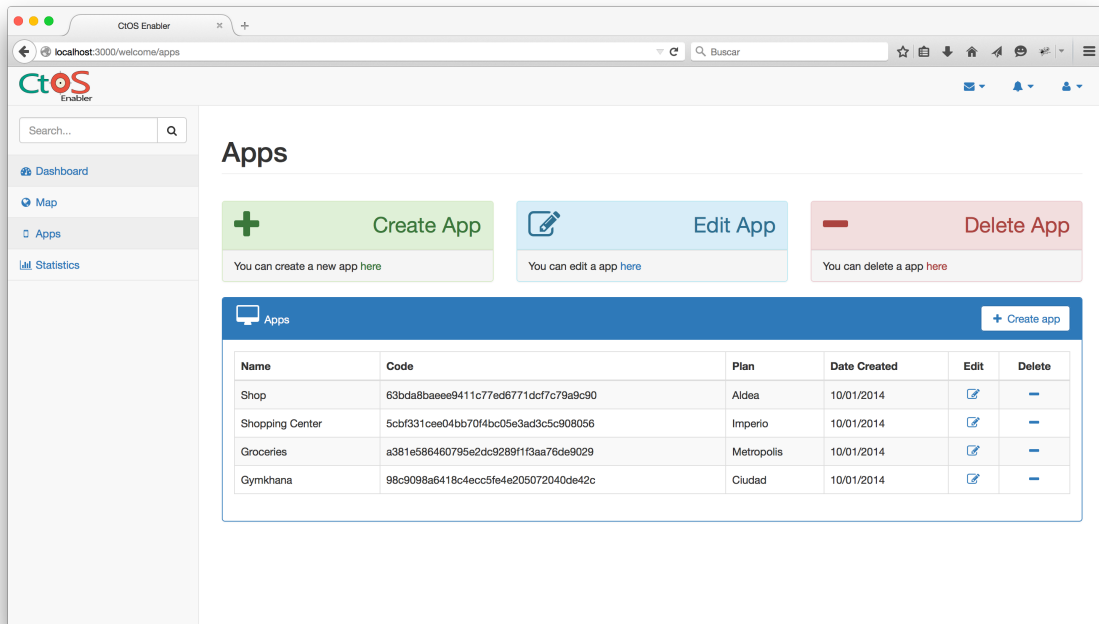 CtOS Enabler
localhost:3000/welcome/apps
Buscar
CtOS
Enabler
Search...
Dashboard
Map
Apps
Statistics
Apps
Create App
You can create a new app here
Edit App
You can edit a app here
Delete App
You can delete a app here
Apps
Create app
Name Code Plan Date Created Edit Delete
Shop 63bda8baeee9411c77ed6771dcf7c79a9c90 Aldea 10/01/2014
Shopping Center 5cbf331cee04bb70f4bc05e3ad3c5c908056 Imperio 10/01/2014
Groceries a381e586460795e2dc9289f1f3aa76de9029 Metropolis 10/01/2014
Gymkhana 98c9098a6418c4ecc5fe4e205072040de42c Ciudad 10/01/2014